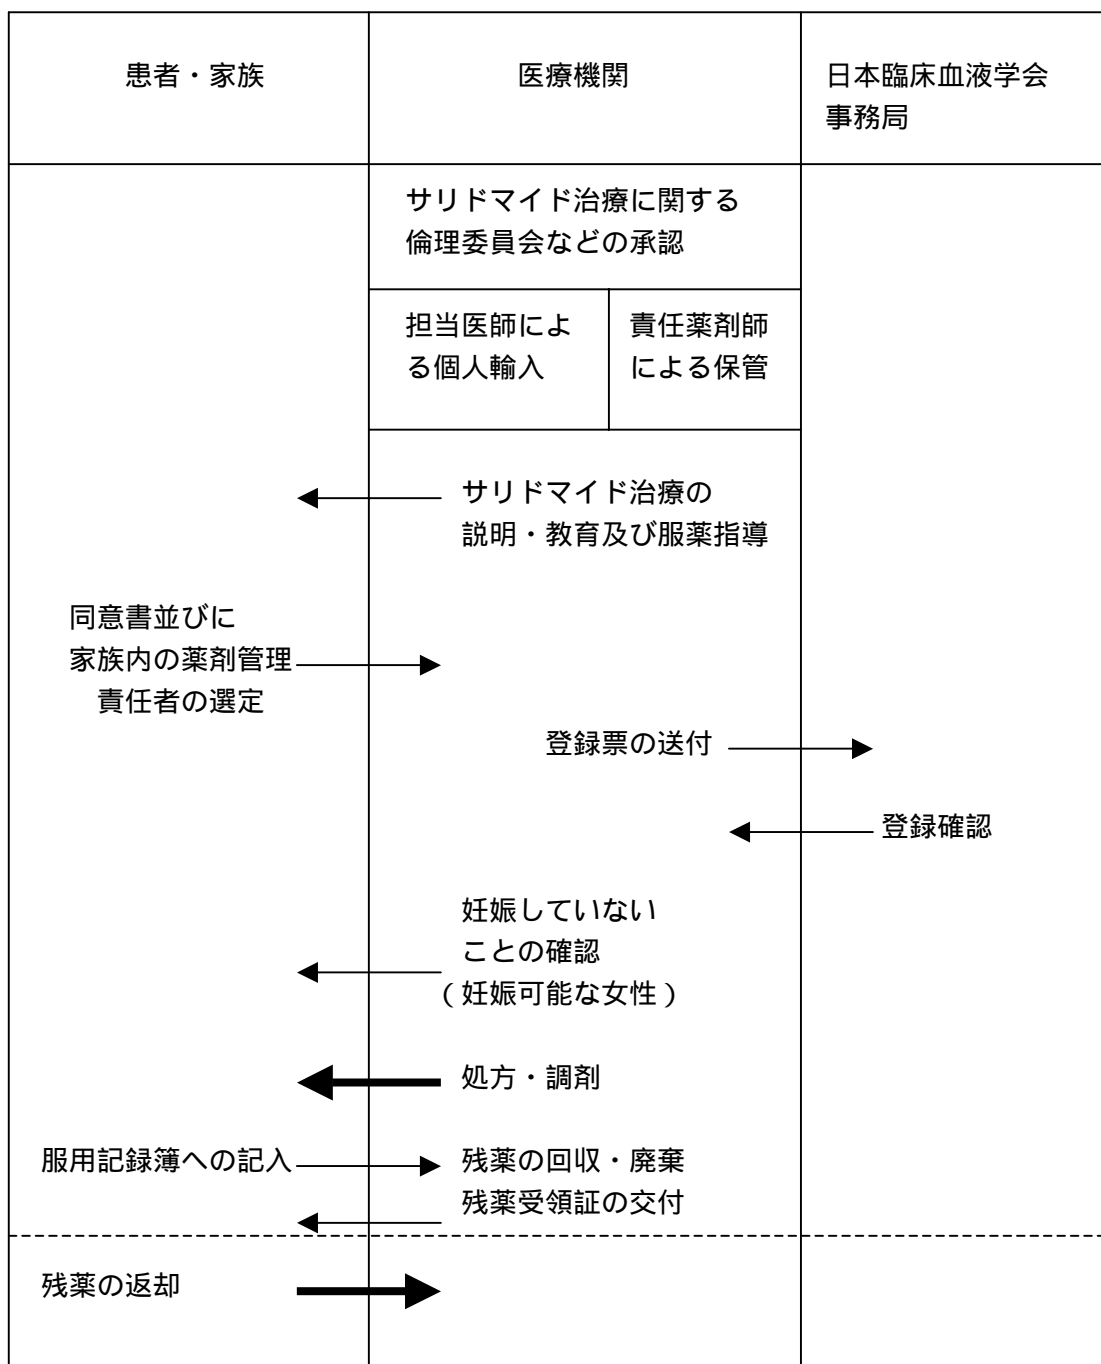 患者・家族
医療機関
日本臨床血液学会
事務局
サリドマイド治療に関する
倫理委員会などの承認
担当医師によ
る個人輸入
責任薬剤師
による保管
サリドマイド治療の
説明・教育及び服薬指導
同意書並びに
家族内の薬剤管理
責任者の選定
登録票の送付
登録確認
妊娠していない
ことの確認
（妊娠可能な女性）
処方・調剤
服用記録簿への記入
残薬の回収・廃棄
残薬受領証の交付
残薬の返却